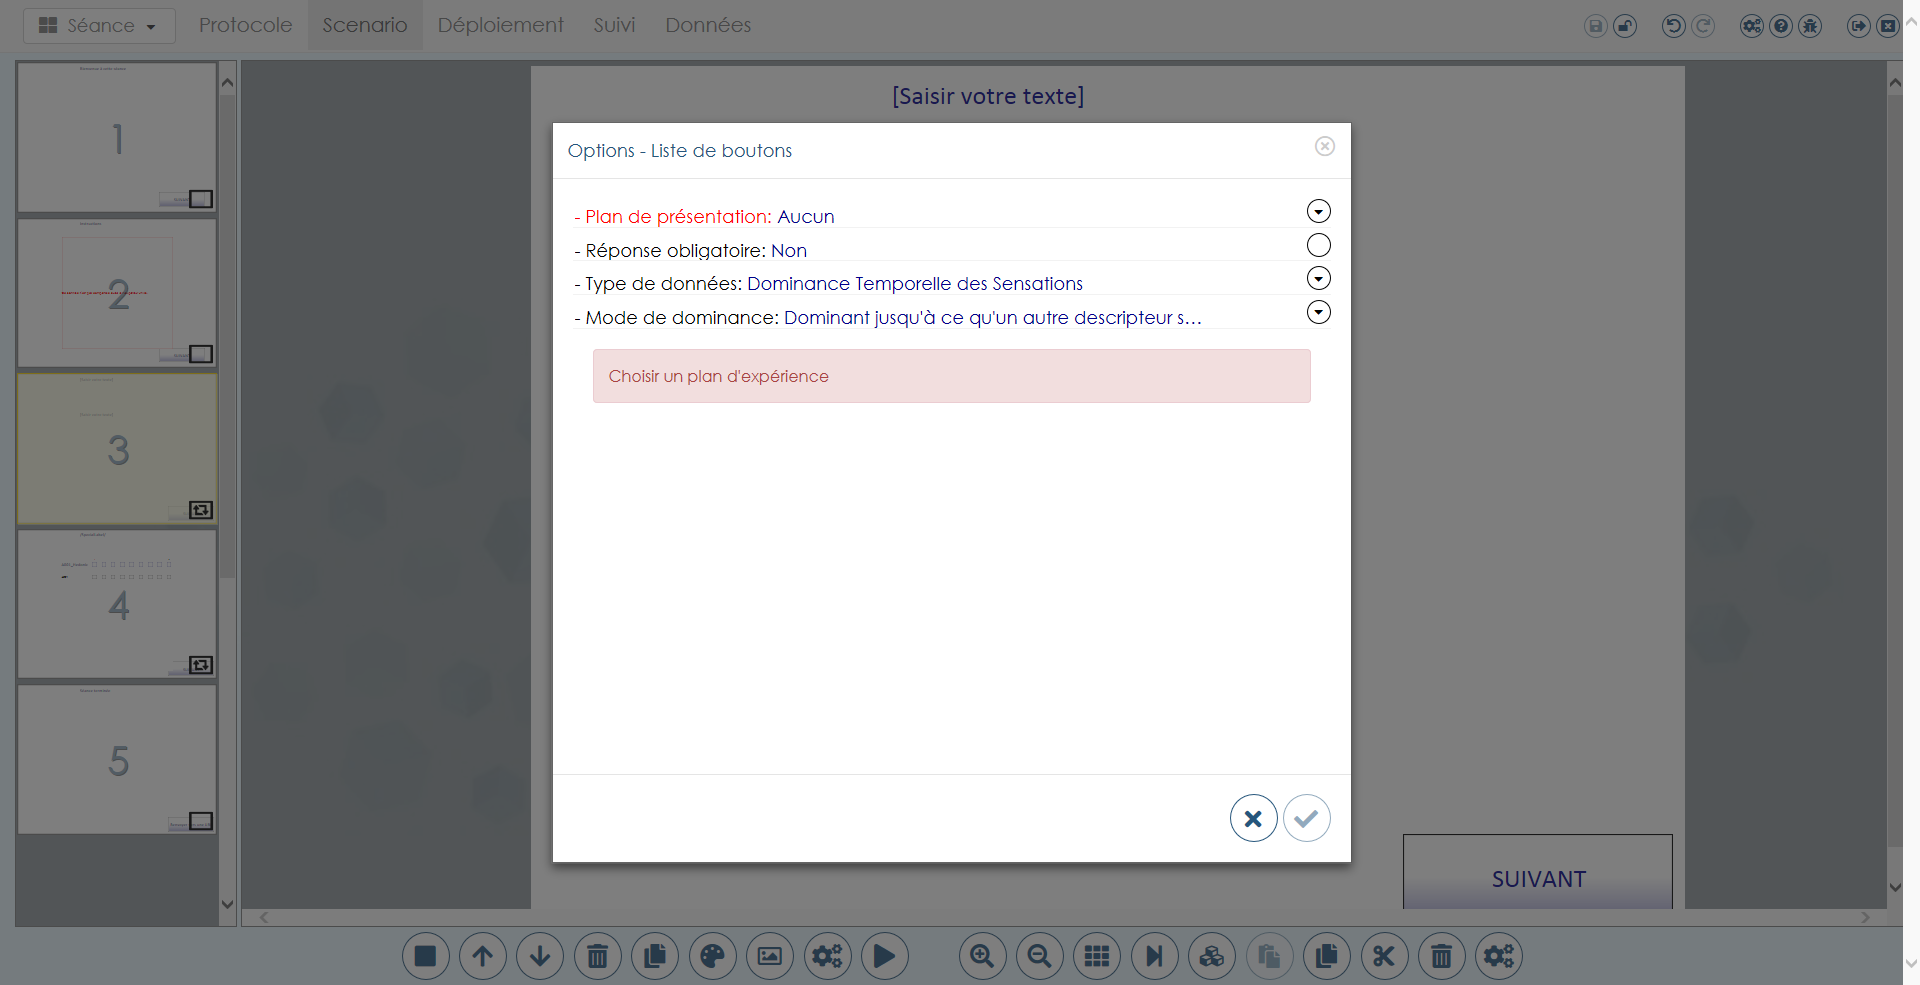 Séance
Protocole
Scenario
Déploiement
Suivi
Données
1
2
3
4
5
[Saisir votre texte]
Options - Liste de boutons
- Plan de présentation: Aucun
- Réponse obligatoire: Non
- Type de données: Dominance Temporelle des Sensations
- Mode de dominance: Dominant jusqu'à ce qu'un autre descripteur s...
Choisir un plan d'expérience
SUIVANT